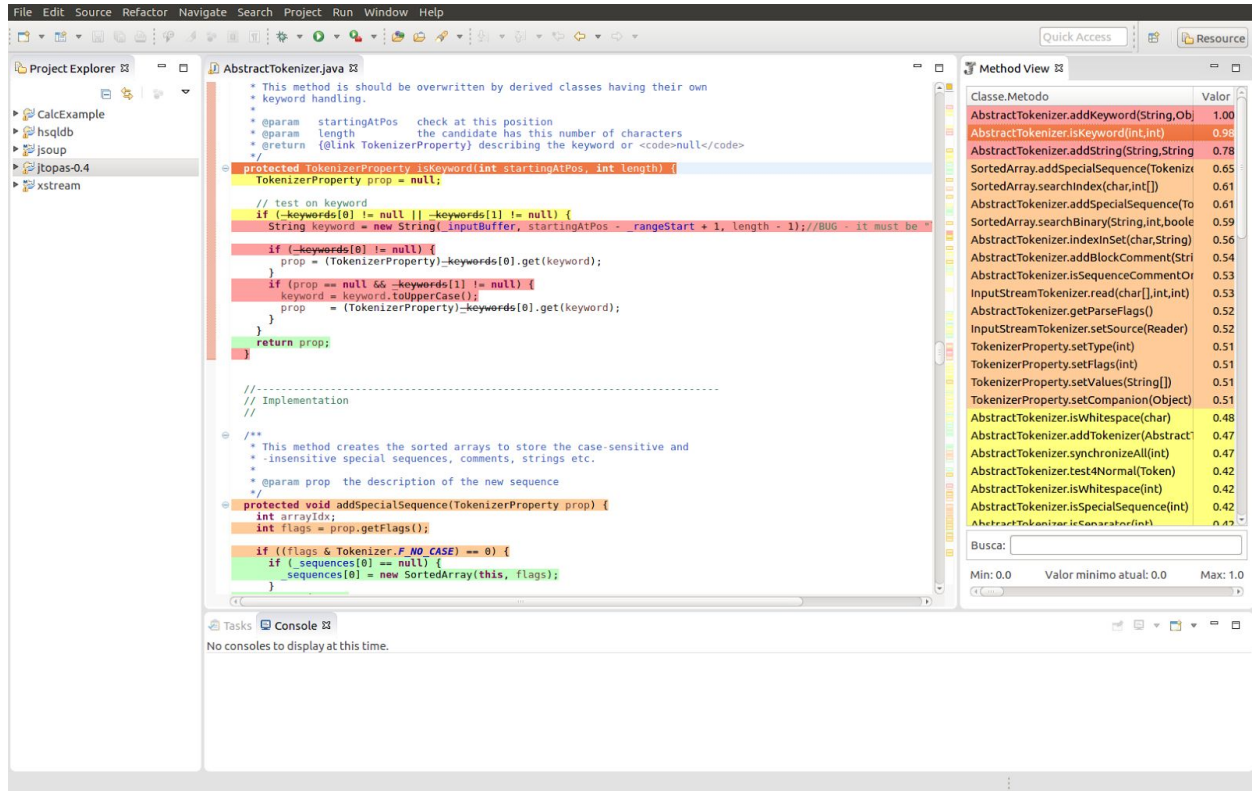 File Edit Source Refactor Navigate Search Project Run Window Help
Quick Access
Resource
Project Explorer
CalcExample
hsqldb
jsoup
jtopas-0.4
xstream
AbstractTokenizer.java
* This method is should be overwritten by derived classes having their own
* keyword handling.
*
* @param startingAtPos check at this position
* @param length the candidate has this number of characters
* @return {@link TokenizerProperty} describing the keyword or <code>null</code>
*/
protected TokenizerProperty isKeyword(int startingAtPos, int length) {
TokenizerProperty prop = null;
// test on keyword
if (_keywords[0] != null || _keywords[1] != null) {
String keyword = new String(_inputBuffer, startingAtPos - _rangeStart + 1, length - 1);//BUG - it must be "
if (_keywords[0] != null) {
prop = (TokenizerProperty)_keywords[0].get(keyword);
}
if (prop == null && _keywords[1] != null) {
keyword = keyword.toUpperCase();
prop = (TokenizerProperty)_keywords[0].get(keyword);
}
}
return prop;
}
//---------------------------------------------------------------------------
// Implementation
//
/**
* This method creates the sorted arrays to store the case-sensitive and
* -insensitive special sequences, comments, strings etc.
*
* @param prop the description of the new sequence
*/
protected void addSpecialSequence(TokenizerProperty prop) {
int arrayIdx;
int flags = prop.getFlags();
if ((flags & Tokenizer.F_NO_CASE) == 0) {
if (_sequences[0] == null) {
_sequences[0] = new SortedArray(this, flags);
}
Method View
Classe.Metodo Valor
AbstractTokenizer.addKeyword(String,Obj 1.00
AbstractTokenizer.isKeyword(int,int) 0.98
AbstractTokenizer.addString(String,String 0.78
SortedArray.addSpecialSequence(Tokenize 0.65
SortedArray.searchIndex(char,int[]) 0.61
AbstractTokenizer.addSpecialSequence(To 0.61
SortedArray.searchBinary(String,int,boole 0.59
AbstractTokenizer.indexInSet(char,String) 0.56
AbstractTokenizer.addBlockComment(Stri 0.54
AbstractTokenizer.isSequenceCommentOr 0.53
InputStreamTokenizer.read(char[],int,int) 0.53
AbstractTokenizer.getParseFlags() 0.52
InputStreamTokenizer.setSource(Reader) 0.52
TokenizerProperty.setType(int) 0.51
TokenizerProperty.setFlags(int) 0.51
TokenizerProperty.setValues(String[]) 0.51
TokenizerProperty.setCompanion(Object) 0.51
AbstractTokenizer.isWhitespace(char) 0.48
AbstractTokenizer.addTokenizer(AbstractT 0.47
AbstractTokenizer.synchronizeAll(int) 0.47
AbstractTokenizer.test4Normal(Token) 0.42
AbstractTokenizer.isWhitespace(int) 0.42
AbstractTokenizer.isSpecialSequence(int) 0.42
AbstractTokenizer.isSeparator(int) 0.42
Busca:
Min: 0.0 Valor minimo atual: 0.0 Max: 1.0
Tasks Console
No consoles to display at this time.